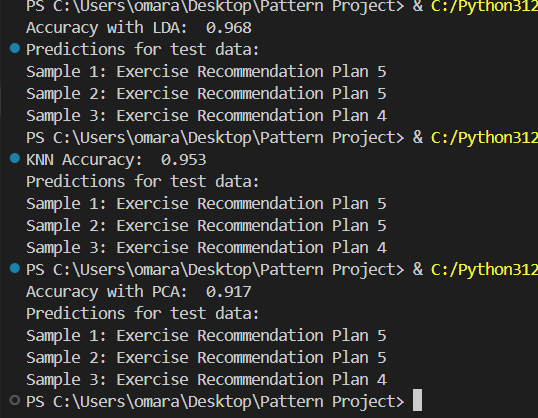 PS C:\Users\omara\Desktop\Pattern Project> & C:/Python312
Accuracy with LDA:  0.968
Predictions for test data:
Sample 1: Exercise Recommendation Plan 5
Sample 2: Exercise Recommendation Plan 5
Sample 3: Exercise Recommendation Plan 4
PS C:\Users\omara\Desktop\Pattern Project> & C:/Python312
KNN Accuracy:  0.953
Predictions for test data:
Sample 1: Exercise Recommendation Plan 5
Sample 2: Exercise Recommendation Plan 5
Sample 3: Exercise Recommendation Plan 4
PS C:\Users\omara\Desktop\Pattern Project> & C:/Python312
Accuracy with PCA:  0.917
Predictions for test data:
Sample 1: Exercise Recommendation Plan 5
Sample 2: Exercise Recommendation Plan 5
Sample 3: Exercise Recommendation Plan 4
PS C:\Users\omara\Desktop\Pattern Project>